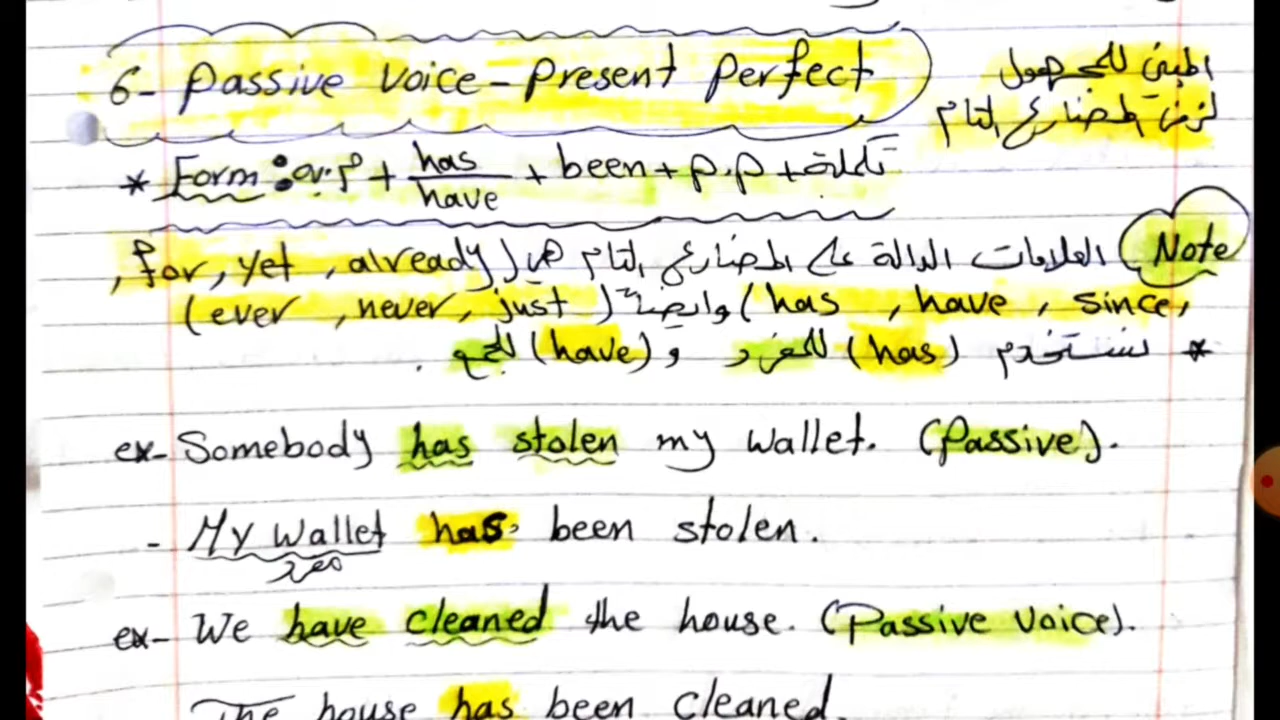 6- Passive Voice - Present Perfect
المبني للمجهول
لزمن المضارع التام
* Form: م.به + has/have + been + P.P + تكملة
Note العلامات الدالة على المضارع التام هي (for, yet, already,
has, have, since,) وايضاً (ever, never, just)
* نستخدم (has) للمفرد و (have) للجمع.
ex- Somebody has stolen my wallet. (Passive).
- My wallet has been stolen.
مفرد
ex- We have cleaned the house. (Passive Voice).
The house has been cleaned.